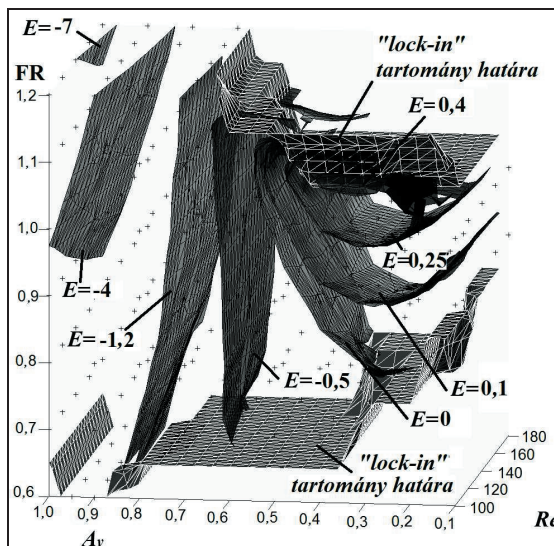 E=-7
"lock-in"
tartomány határa
FR
E=0,4
1,2
1,1
1,0
0,9
0,8
0,7
0,6
E=-4
E=0,25
E=-1,2
E=-0,5
E=0,1
E=0
"lock-in"
tartomány határa
180
160
140
120
100
1,0 0,9 0,8 0,7 0,6 0,5 0,4 0,3 0,2 0,1
Ay